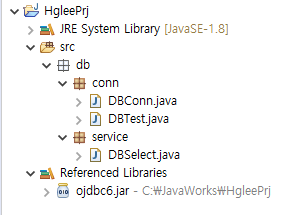 HgleePrj
JRE System Library [JavaSE-1.8]
src
db
conn
DBConn.java
DBTest.java
service
DBSelect.java
Referenced Libraries
ojdbc6.jar - C:₩JavaWorks₩HgleePrj